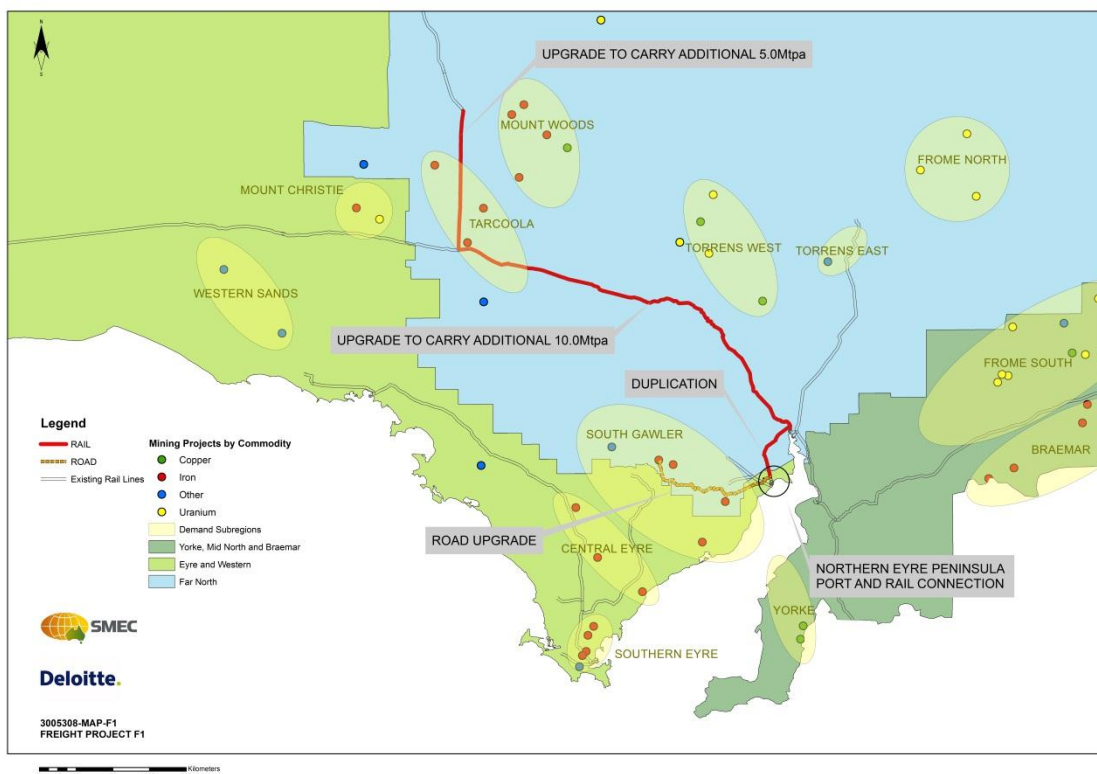 N
S
UPGRADE TO CARRY ADDITIONAL 5.0Mtpa
MOUNT WOODS
FROME NORTH
MOUNT CHRISTIE
TARCOOLA
TORRENS WEST
TORRENS EAST
WESTERN SANDS
UPGRADE TO CARRY ADDITIONAL 10.0Mtpa
FROME SOUTH
DUPLICATION
SOUTH GAWLER
BRAEMAR
ROAD UPGRADE
CENTRAL EYRE
NORTHERN EYRE PENINSULA
PORT AND RAIL CONNECTION
YORKE
SOUTHERN EYRE
Legend
RAIL
ROAD
Existing Rail Lines
Mining Projects by Commodity
Copper
Iron
Other
Uranium
Demand Subregions
Yorke, Mid North and Braemar
Eyre and Western
Far North
SMEC
Deloitte.
3005308-MAP-F1
FREIGHT PROJECT F1
Kilometers